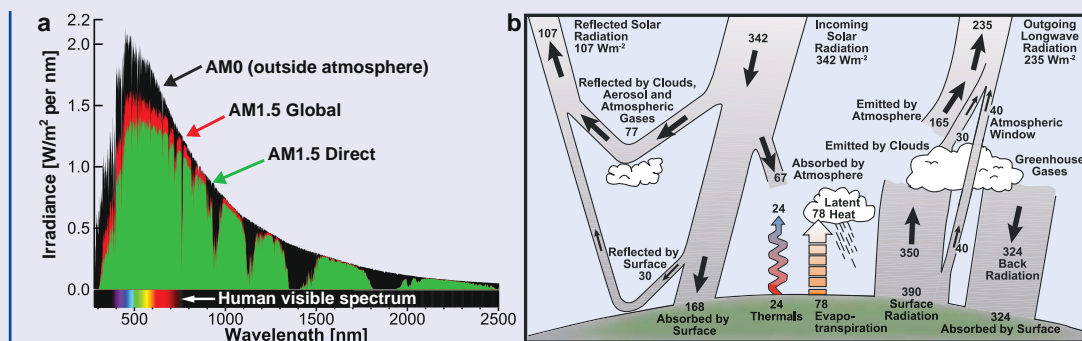 a
2.2
2.0
1.5
1.0
0.5
0.0
Irradiance [W/m² per nm]
AM0 (outside atmosphere)
AM1.5 Global
AM1.5 Direct
Human visible spectrum
500
1000
1500
2000
2500
Wavelength [nm]
b
107
Reflected Solar
Radiation
107 Wm⁻²
342
Incoming
Solar
Radiation
342 Wm⁻²
235
Outgoing
Longwave
Radiation
235 Wm⁻²
Reflected by Clouds,
Aerosol and
Atmospheric
Gases
77
Emitted by
Atmosphere
165
40
Atmospheric
Window
Emitted by Clouds
30
Greenhouse
Gases
67
Absorbed by
Atmosphere
24
78
Latent
Heat
Reflected by
Surface
30
350
40
324
Back
Radiation
168
Absorbed by
Surface
24
Thermals
78
Evapo-
transpiration
390
Surface
Radiation
324
Absorbed by Surface